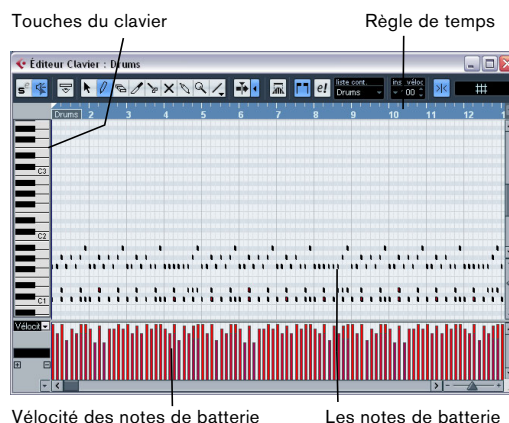 Touches du clavier
Règle de temps
Éditeur Clavier : Drums
liste cont.
Drums
ins. véloc
Drums 2 3 4 5 6 7 8 9 10 11 12
C3
C2
C1
Vélocit
Vélocité des notes de batterie
Les notes de batterie